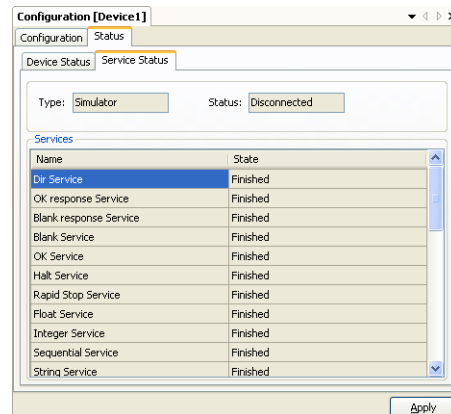 Configuration [Device1]
Configuration Status
Device Status Service Status
Type: Simulator Status: Disconnected
Services
Name State
Dir Service Finished
OK response Service Finished
Blank response Service Finished
Blank Service Finished
OK Service Finished
Halt Service Finished
Rapid Stop Service Finished
Float Service Finished
Integer Service Finished
Sequential Service Finished
String Service Finished
Apply